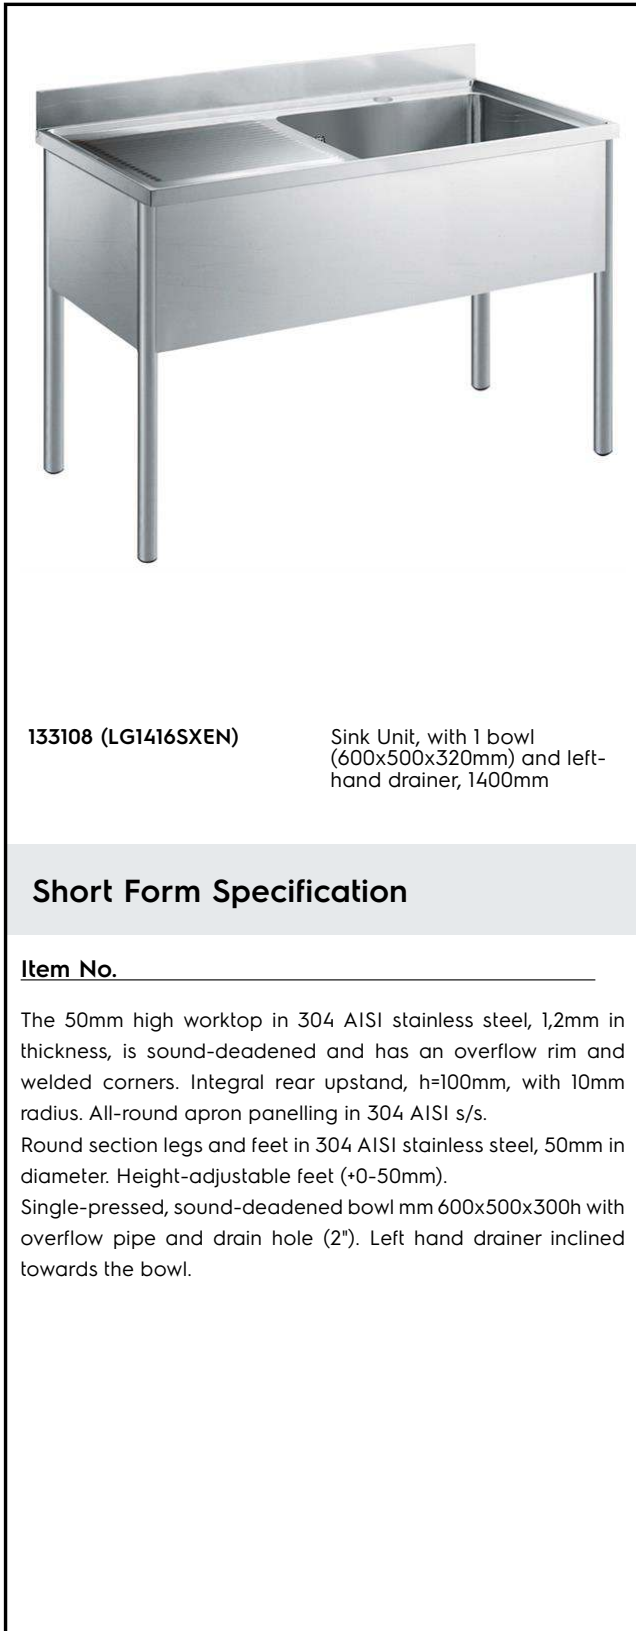 133108 (LG1416SXEN)
Sink Unit, with 1 bowl
(600x500x320mm) and left-
hand drainer, 1400mm
Short Form Specification
Item No.
The 50mm high worktop in 304 AISI stainless steel, 1,2mm in
thickness, is sound-deadened and has an overflow rim and
welded corners. Integral rear upstand, h=100mm, with 10mm
radius. All-round apron panelling in 304 AISI s/s.
Round section legs and feet in 304 AISI stainless steel, 50mm in
diameter. Height-adjustable feet (+0-50mm).
Single-pressed, sound-deadened bowl mm 600x500x300h with
overflow pipe and drain hole (2"). Left hand drainer inclined
towards the bowl.